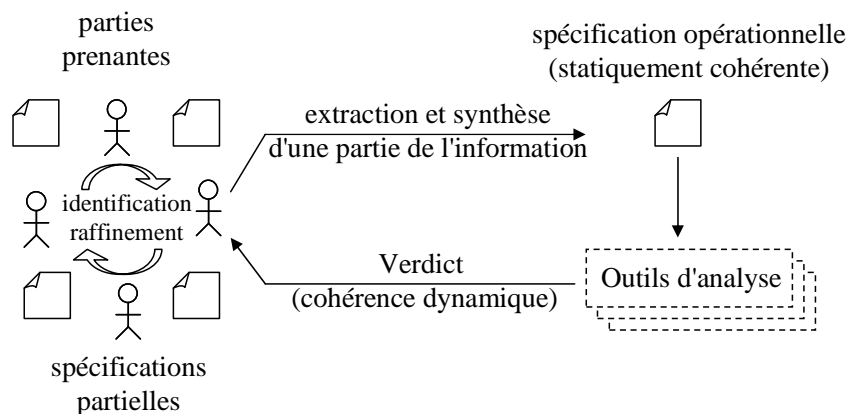 parties
prenantes
spécification opérationnelle
(statiquement cohérente)
extraction et synthèse
d'une partie de l'information
identification
raffinement
Verdict
(cohérence dynamique)
Outils d'analyse
spécifications
partielles